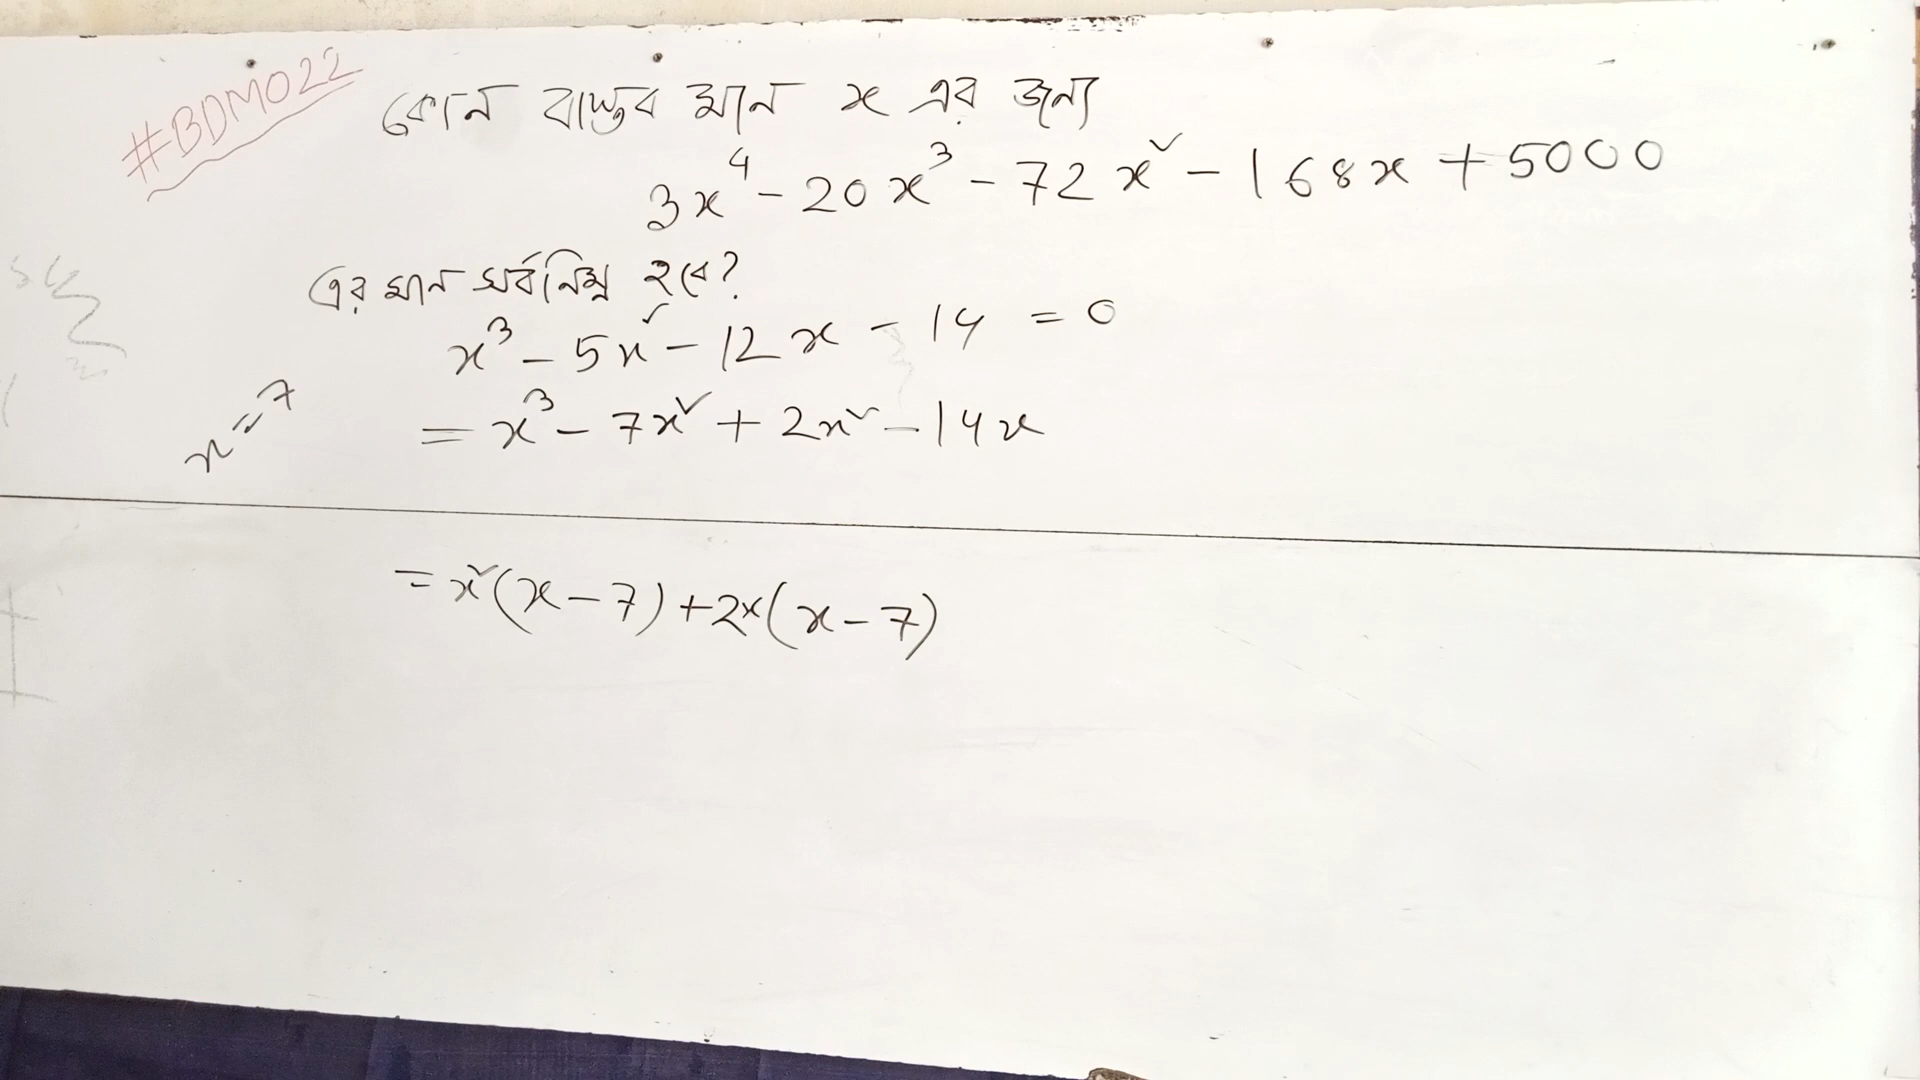 #BDMO22
কোন বাস্তব মান x এর জন্য
3x⁴ - 20x³ - 72x² - 168x + 5000
এর মান সর্বনিম্ন হবে?
x³ - 5x² - 12x - 14 = 0
x = 7
= x³ - 7x² + 2x² - 14x
= x²(x - 7) + 2x(x - 7)